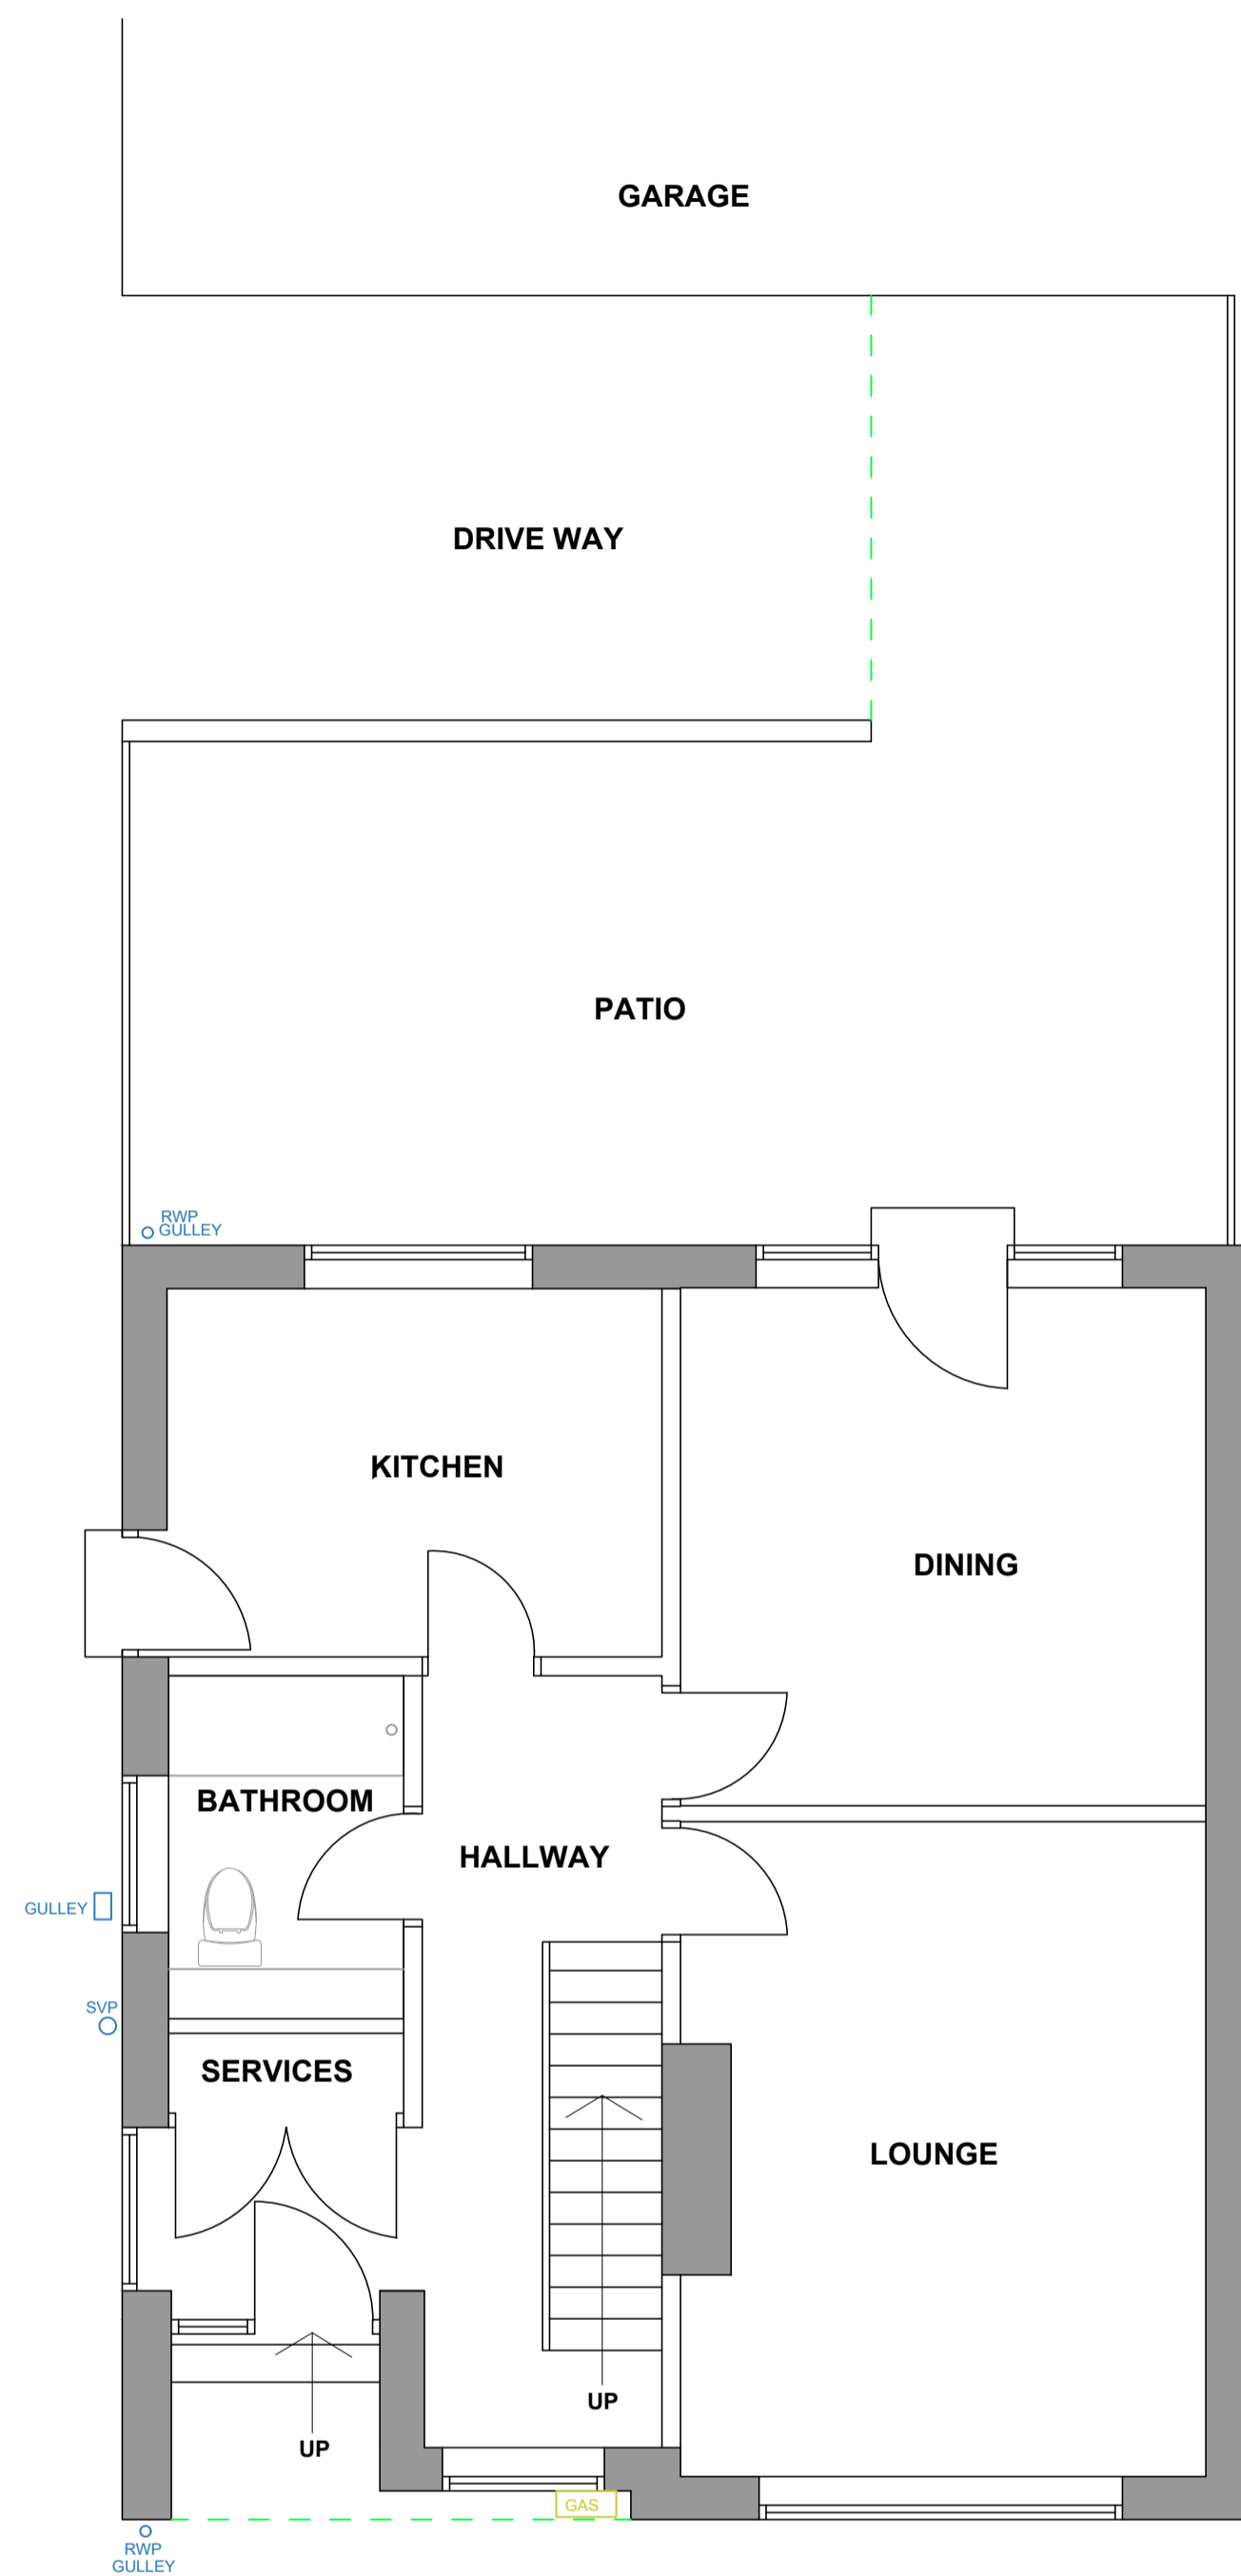 GARAGE
DRIVE WAY
PATIO
RWP
GULLEY
KITCHEN
DINING
BATHROOM
HALLWAY
GULLEY
SVP
SERVICES
LOUNGE
UP
UP
GAS
RWP
GULLEY